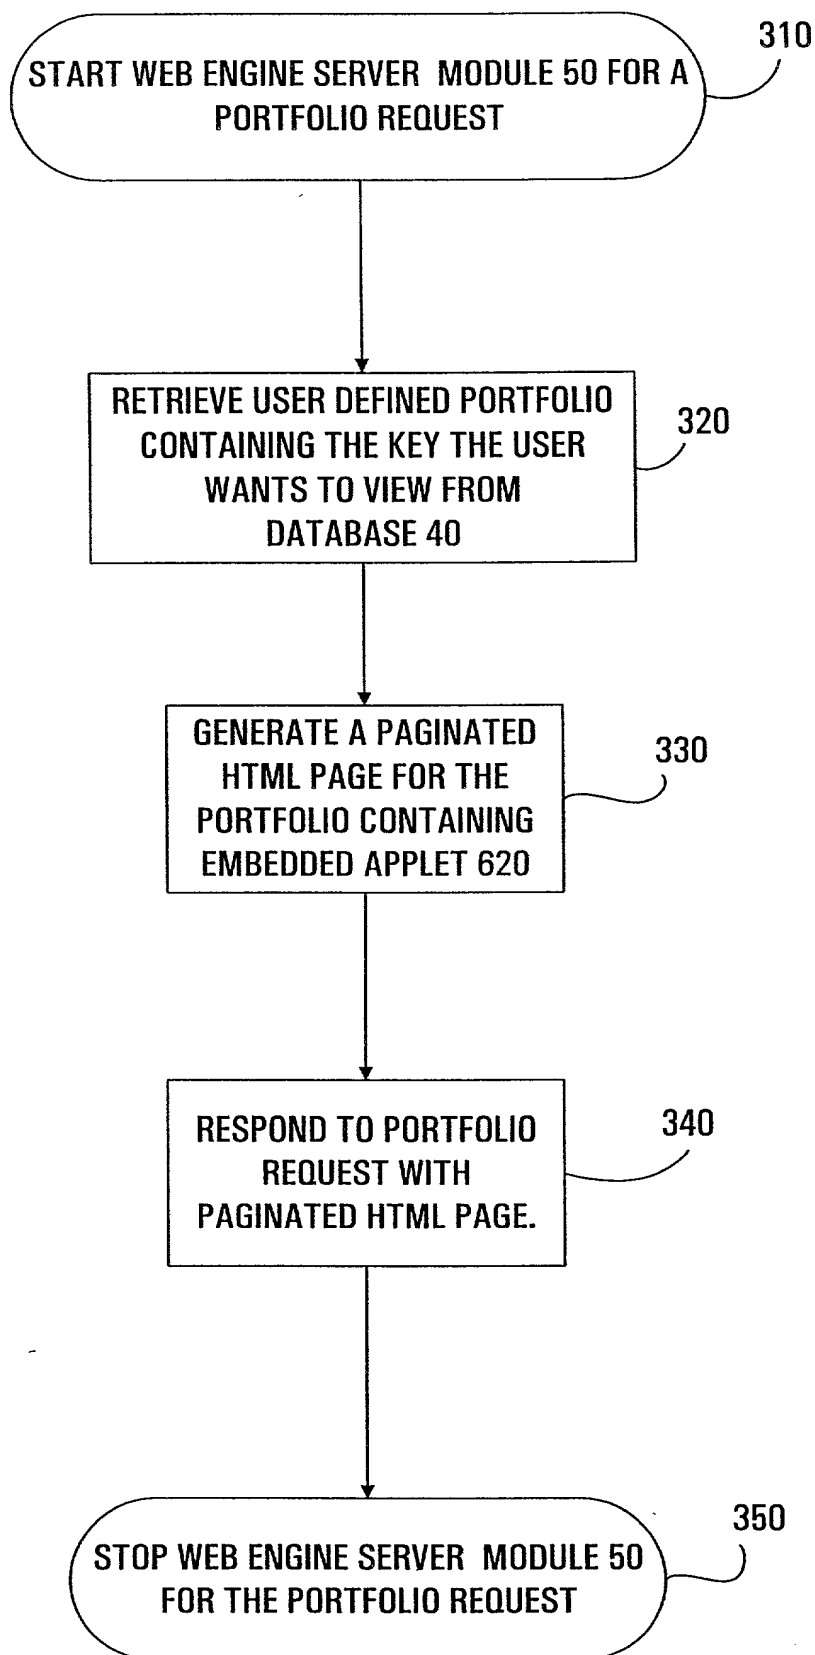 310
START WEB ENGINE SERVER MODULE 50 FOR A
PORTFOLIO REQUEST
RETRIEVE USER DEFINED PORTFOLIO
CONTAINING THE KEY THE USER
WANTS TO VIEW FROM
DATABASE 40
320
GENERATE A PAGINATED
HTML PAGE FOR THE
PORTFOLIO CONTAINING
EMBEDDED APPLET 620
330
RESPOND TO PORTFOLIO
REQUEST WITH
PAGINATED HTML PAGE.
340
STOP WEB ENGINE SERVER MODULE 50
FOR THE PORTFOLIO REQUEST
350